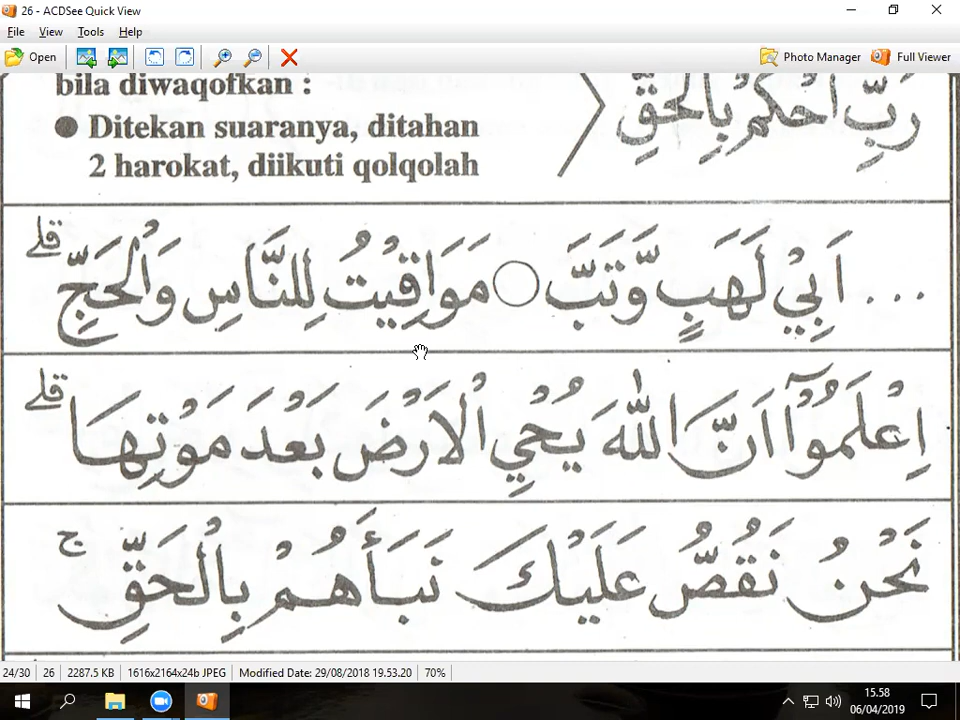 26 - ACDSee Quick View
File View Tools Help
Open Photo Manager Full Viewer
bila diwaqofkan :
● Ditekan suaranya, ditahan
2 harokat, diikuti qolqolah
رَبِّ احْكُمْ بِالْحَقِّ
... اَبِيْ لَهَبٍ وَّتَبَّ ○ مَوَاقِيْتُ لِلنَّاسِ وَالْحَجِّ ۗ
اِعْلَمُوْٓا اَنَّ اللّٰهَ يُحْيِ الْاَرْضَ بَعْدَ مَوْتِهَا ۗ
نَحْنُ نَقُصُّ عَلَيْكَ نَبَأَهُمْ بِالْحَقِّ ۚ
24/30 26 2287.5 KB 1616x2164x24b JPEG Modified Date: 29/08/2018 19.53.20 70%
15.58
06/04/2019